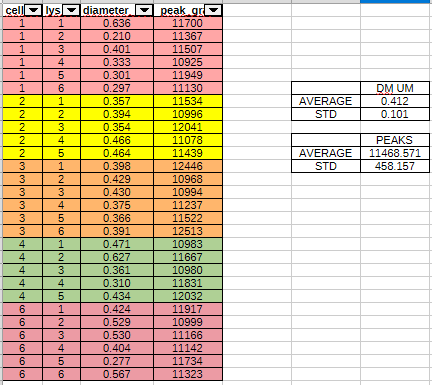 cell lys diameter_ peak_gra
1 1 0.636 11700
1 2 0.210 11367
1 3 0.401 11507
1 4 0.333 10925
1 5 0.301 11949
1 6 0.297 11130 DM UM
2 1 0.357 11534 AVERAGE 0.412
2 2 0.394 10996 STD 0.101
2 3 0.354 12041
2 4 0.466 11078 PEAKS
2 5 0.464 11439 AVERAGE 11468.571
3 1 0.398 12446 STD 458.157
3 2 0.429 10968
3 3 0.430 10994
3 4 0.375 11237
3 5 0.366 11522
3 6 0.391 12513
4 1 0.471 10983
4 2 0.627 11667
4 3 0.361 10980
4 4 0.310 11831
4 5 0.434 12032
6 1 0.424 11917
6 2 0.529 10999
6 3 0.530 11166
6 4 0.404 11142
6 5 0.277 11734
6 6 0.567 11323